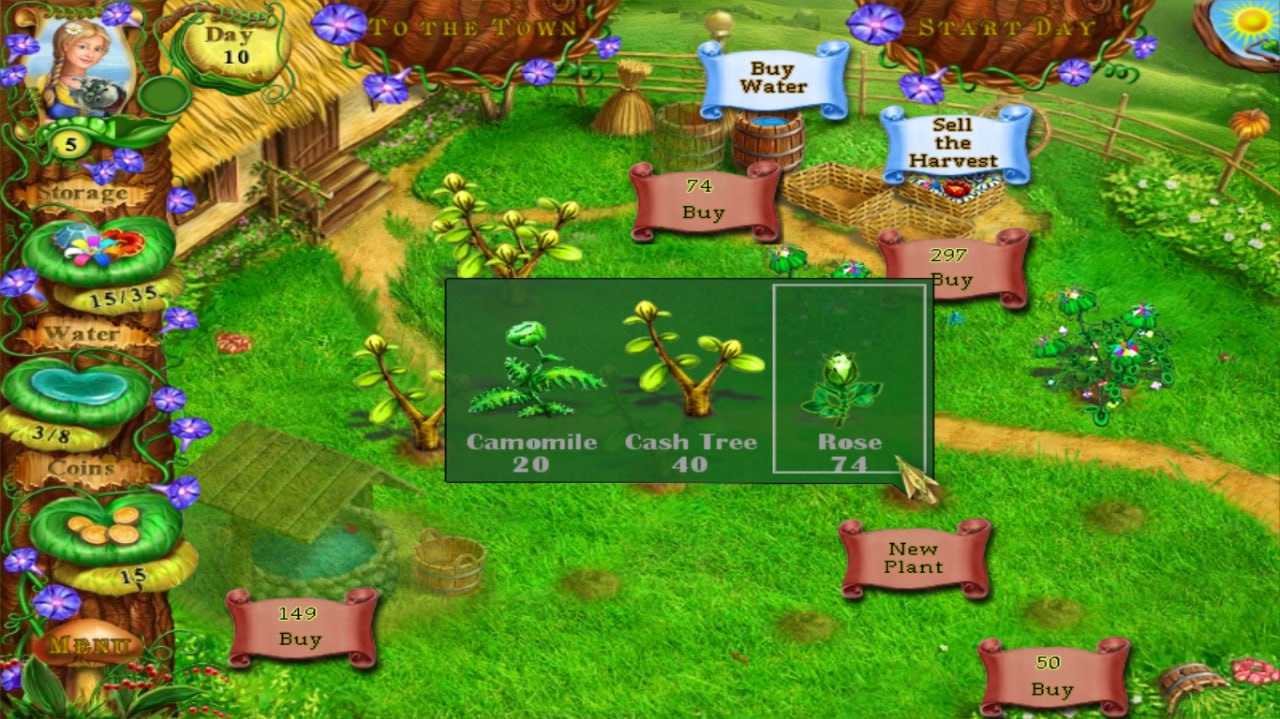 Day
10
TO THE TOWN
START DAY
5
Storage
15/35
Water
3/8
Coins
15
MENU
Buy
Water
Sell
the
Harvest
74
Buy
297
Buy
Camomile
20
Cash Tree
40
Rose
74
New
Plant
149
Buy
50
Buy